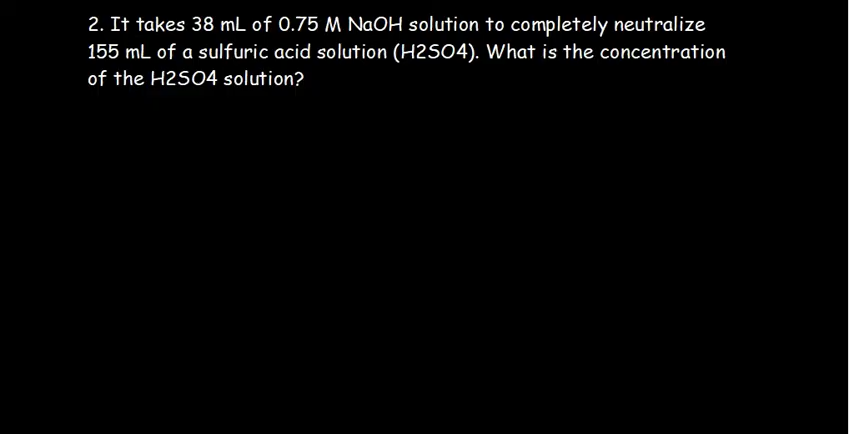 2. It takes 38 mL of 0.75 M NaOH solution to completely neutralize
155 mL of a sulfuric acid solution (H2SO4). What is the concentration
of the H2SO4 solution?